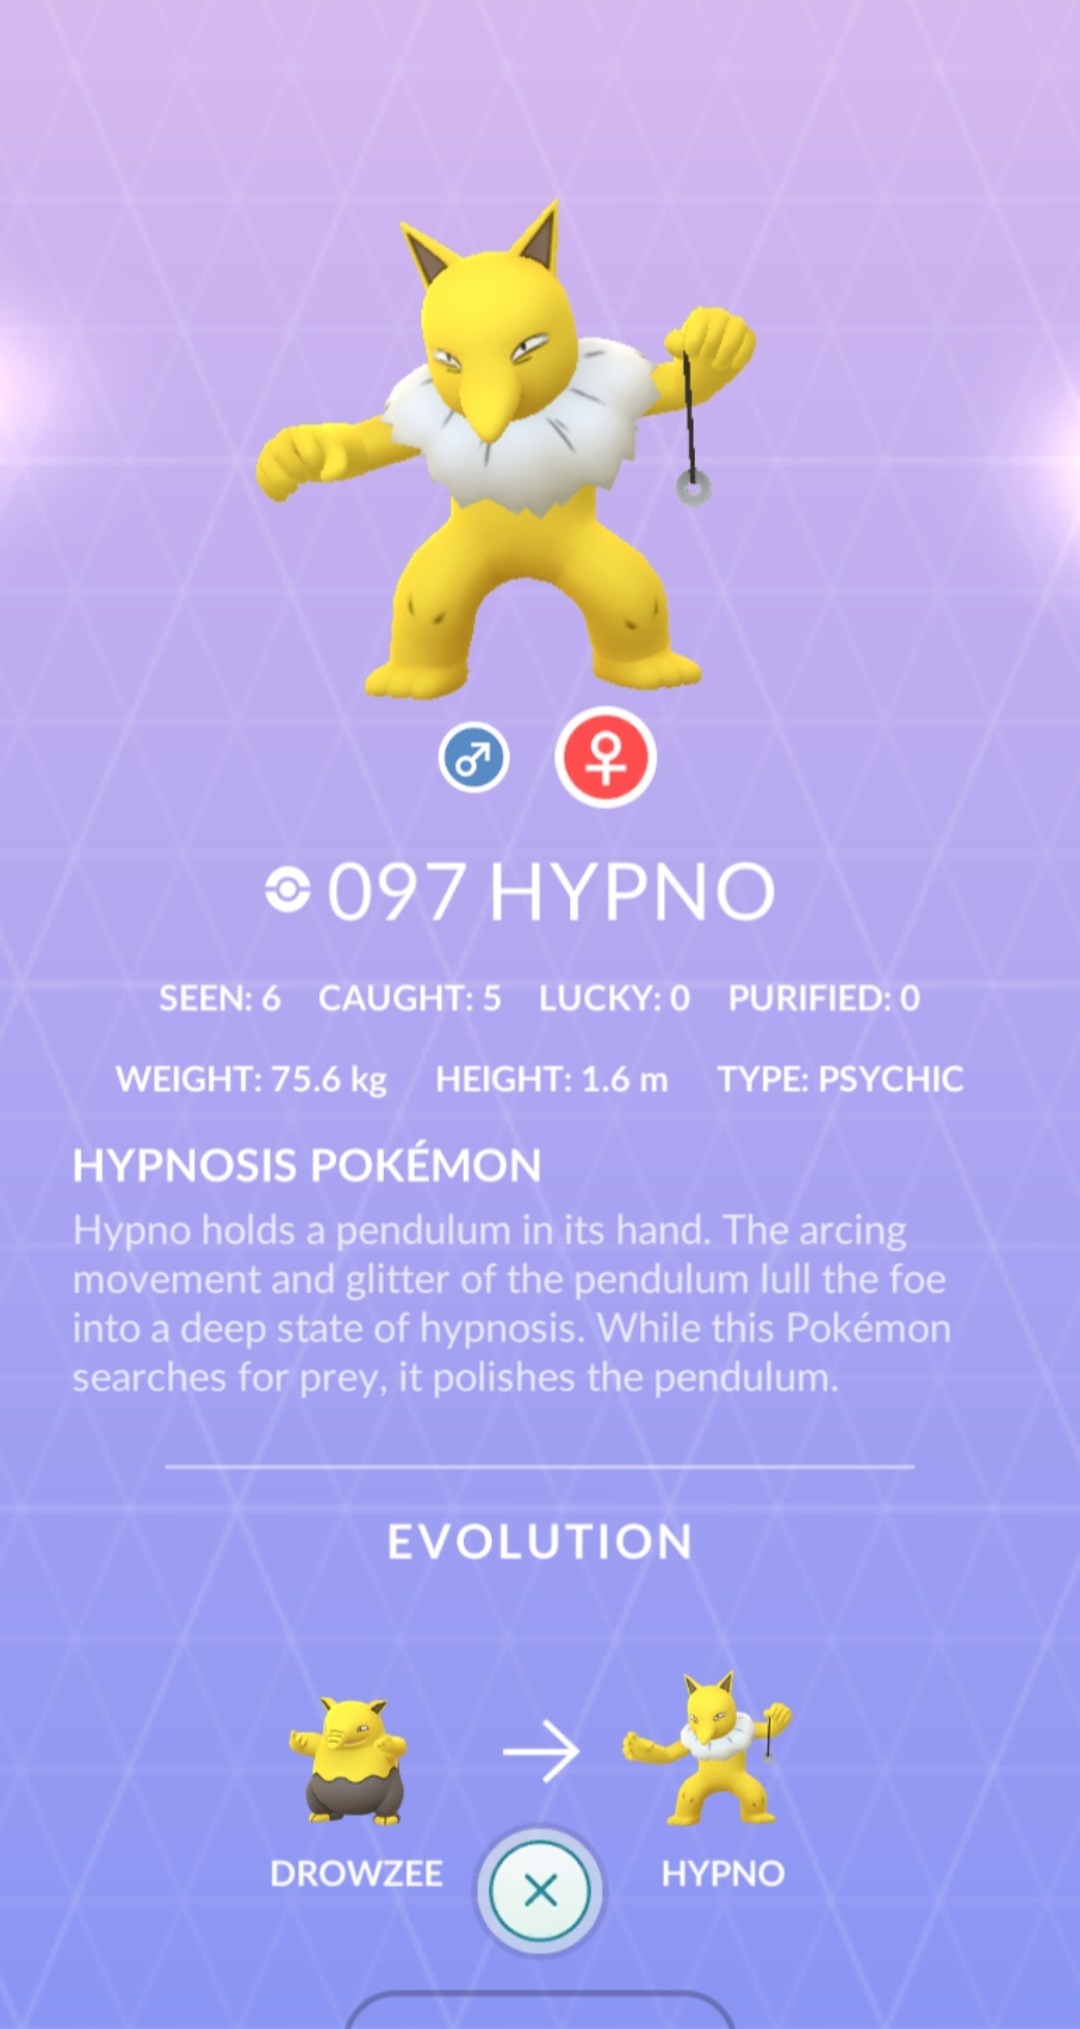 097 HYPNO
SEEN: 6 CAUGHT: 5 LUCKY: 0 PURIFIED: 0
WEIGHT: 75.6 kg HEIGHT: 1.6 m TYPE: PSYCHIC
HYPNOSIS POKÉMON
Hypno holds a pendulum in its hand. The arcing
movement and glitter of the pendulum lull the foe
into a deep state of hypnosis. While this Pokémon
searches for prey, it polishes the pendulum.
EVOLUTION
DROWZEE HYPNO